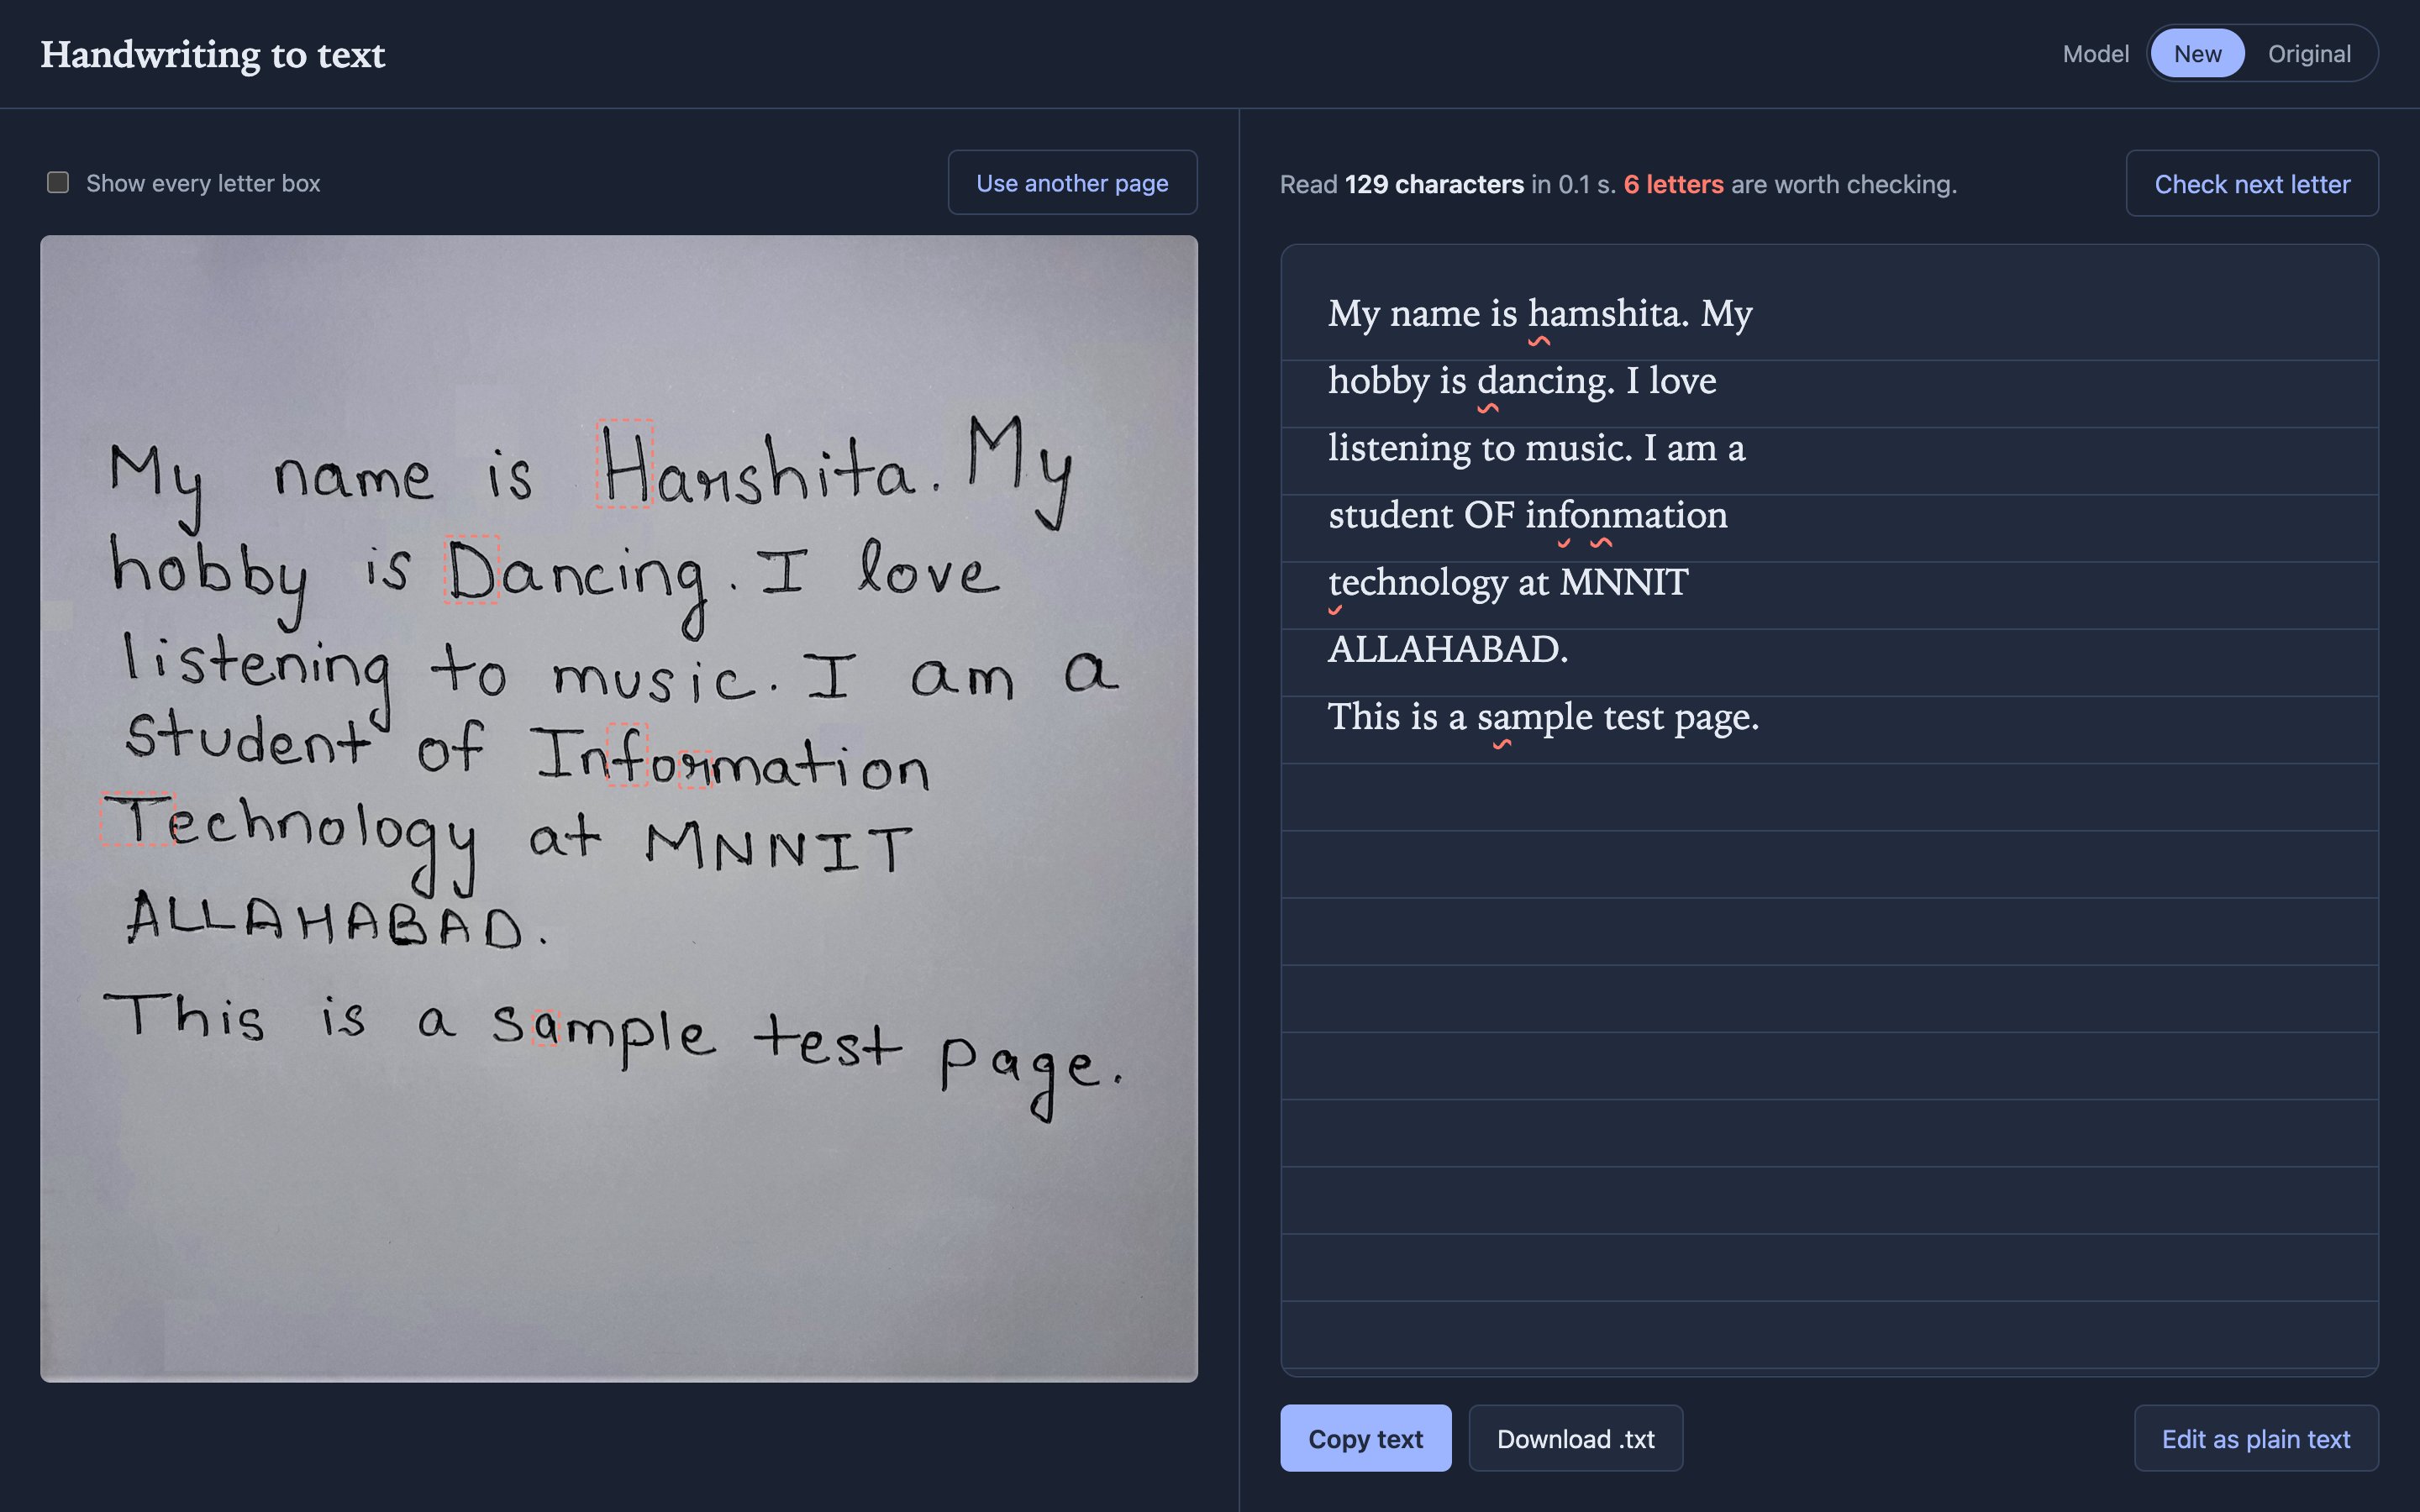 Handwriting to text
Model New Original
Show every letter box
Use another page
My name is Harshita. My
hobby is Dancing. I love
listening to music. I am a
student of Information
Technology at MNNIT
ALLAHABAD.
This is a sample test page.
Read 129 characters in 0.1 s. 6 letters are worth checking.
Check next letter
My name is hamshita. My
hobby is dancing. I love
listening to music. I am a
student OF infonmation
technology at MNNIT
ALLAHABAD.
This is a sample test page.
Copy text
Download .txt
Edit as plain text